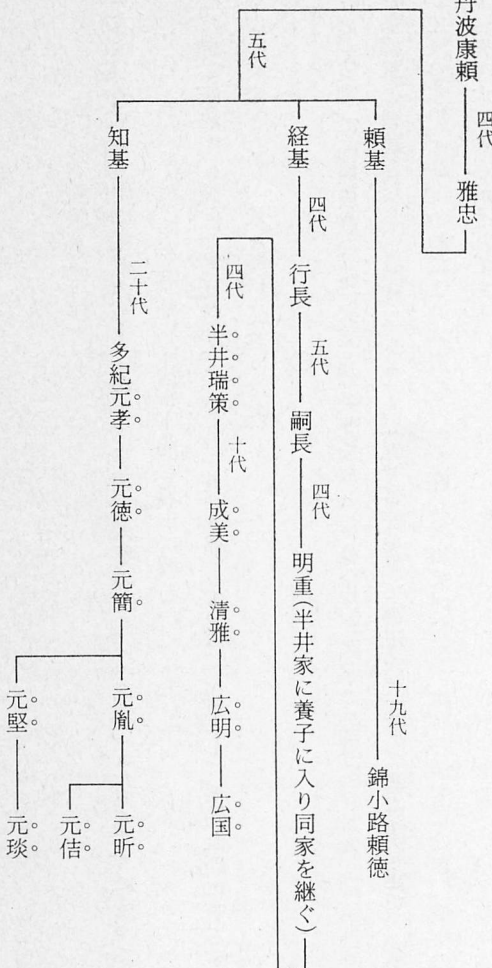 丹波康頼 四代 雅忠
五代
頼基 十九代 錦小路頼徳
経基 四代 行長 五代 嗣長 四代 明重(半井家に養子に入り同家を継ぐ)
四代 半井瑞策 十代 成美 清雅 広明 広国
知基 二十代 多紀元孝 元徳 元簡
元胤 元昕
元佶
元堅 元琰